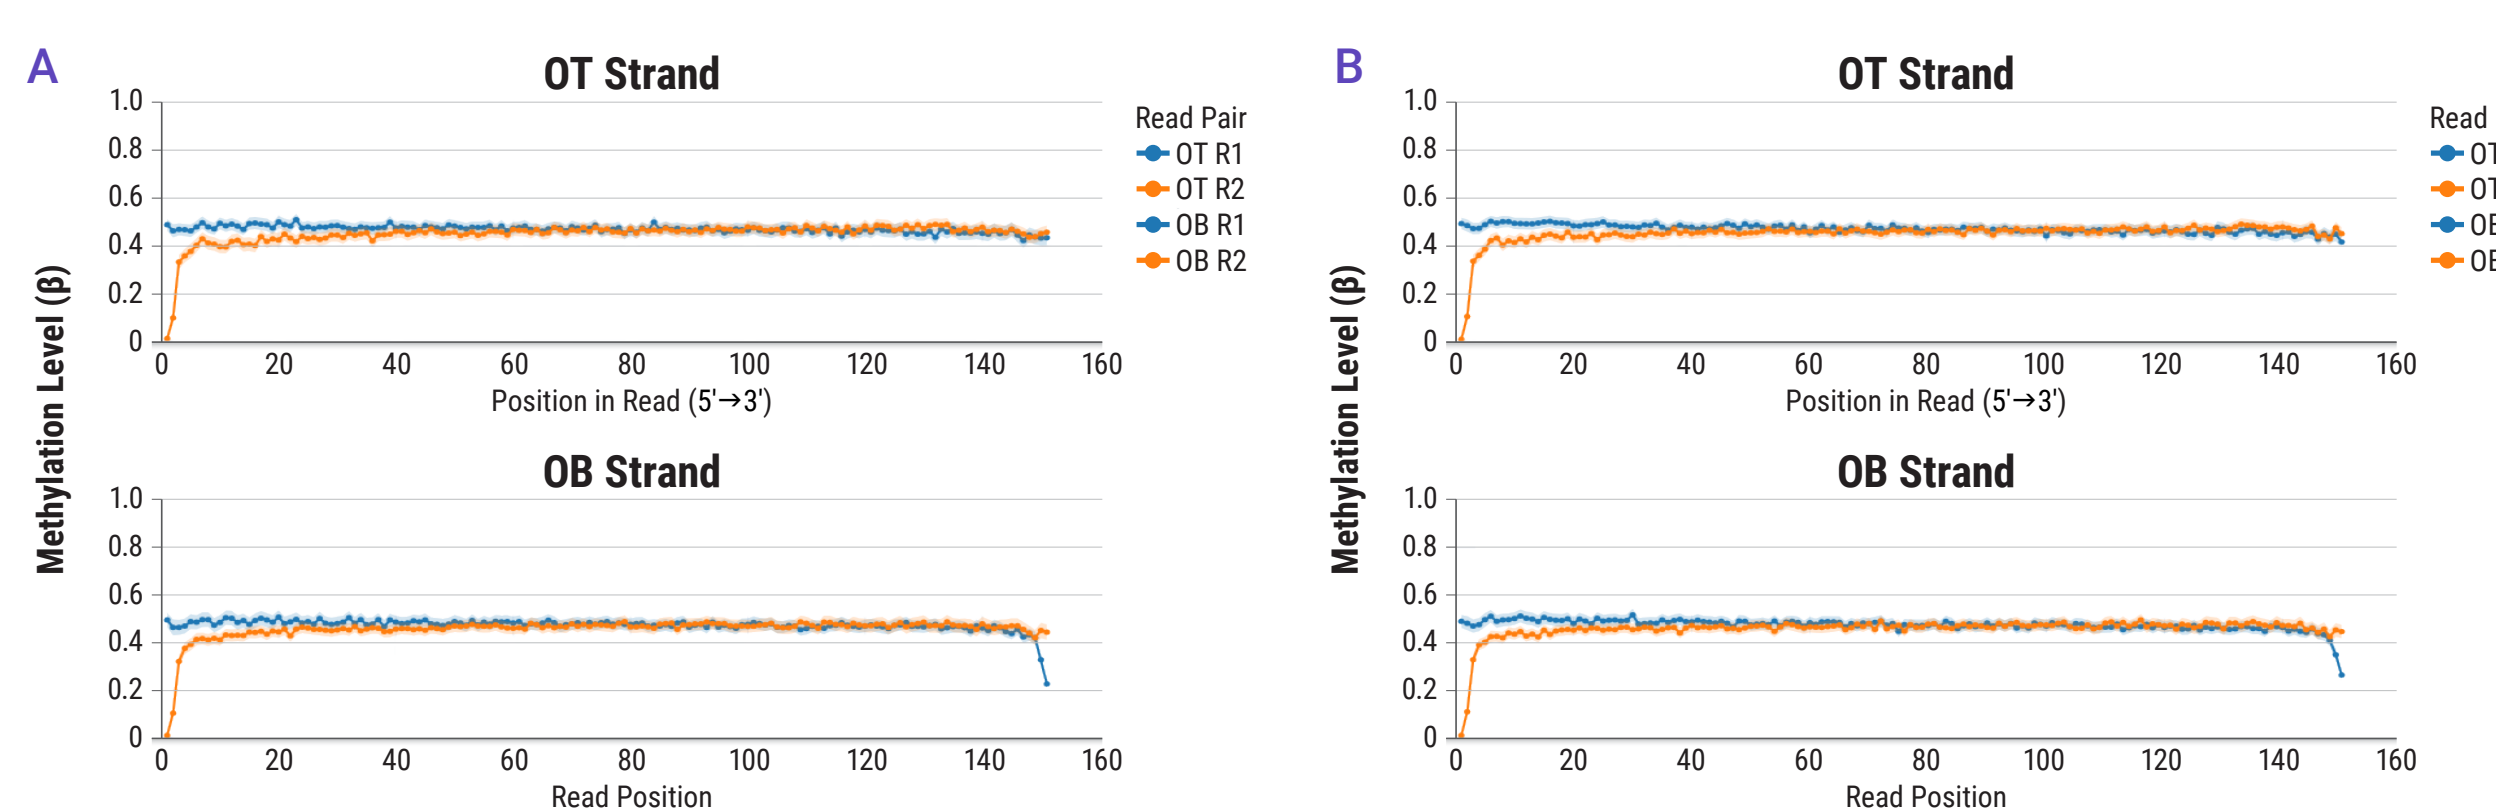 A
OT Strand
1.0
0.8
0.6
0.4
0.2
0
0 20 40 60 80 100 120 140 160
Position in Read (5'→3')
Read Pair
OT R1
OT R2
OB R1
OB R2
Methylation Level (β)
OB Strand
1.0
0.8
0.6
0.4
0.2
0
0 20 40 60 80 100 120 140 160
Read Position
B
OT Strand
1.0
0.8
0.6
0.4
0.2
0
0 20 40 60 80 100 120 140 160
Position in Read (5'→3')
Read
OT
OT
OB
OB
Methylation Level (β)
OB Strand
1.0
0.8
0.6
0.4
0.2
0
0 20 40 60 80 100 120 140 160
Read Position